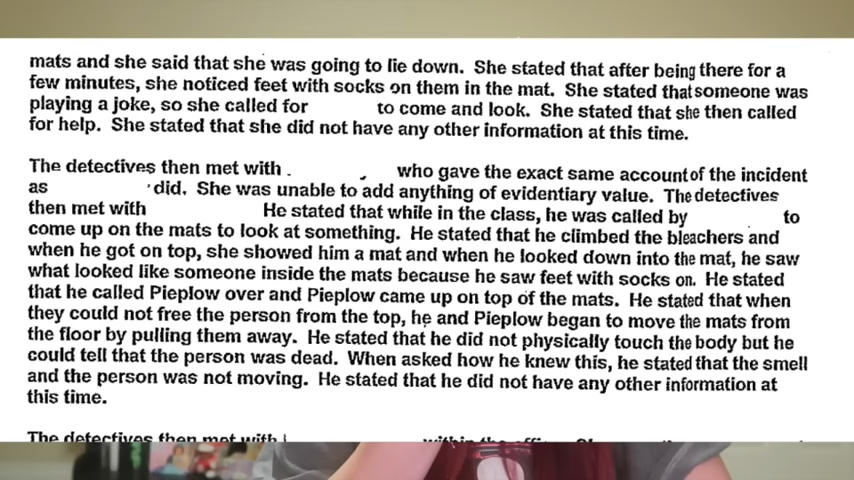 mats and she said that she was going to lie down. She stated that after being there for a
few minutes, she noticed feet with socks on them in the mat. She stated that someone was
playing a joke, so she called for to come and look. She stated that she then called
for help. She stated that she did not have any other information at this time.
The detectives then met with . who gave the exact same account of the incident
as did. She was unable to add anything of evidentiary value. The detectives
then met with He stated that while in the class, he was called by to
come up on the mats to look at something. He stated that he climbed the bleachers and
when he got on top, she showed him a mat and when he looked down into the mat, he saw
what looked like someone inside the mats because he saw feet with socks on. He stated
that he called Pieplow over and Pieplow came up on top of the mats. He stated that when
they could not free the person from the top, he and Pieplow began to move the mats from
the floor by pulling them away. He stated that he did not physically touch the body but he
could tell that the person was dead. When asked how he knew this, he stated that the smell
and the person was not moving. He stated that he did not have any other information at
this time.
The detectives then met with